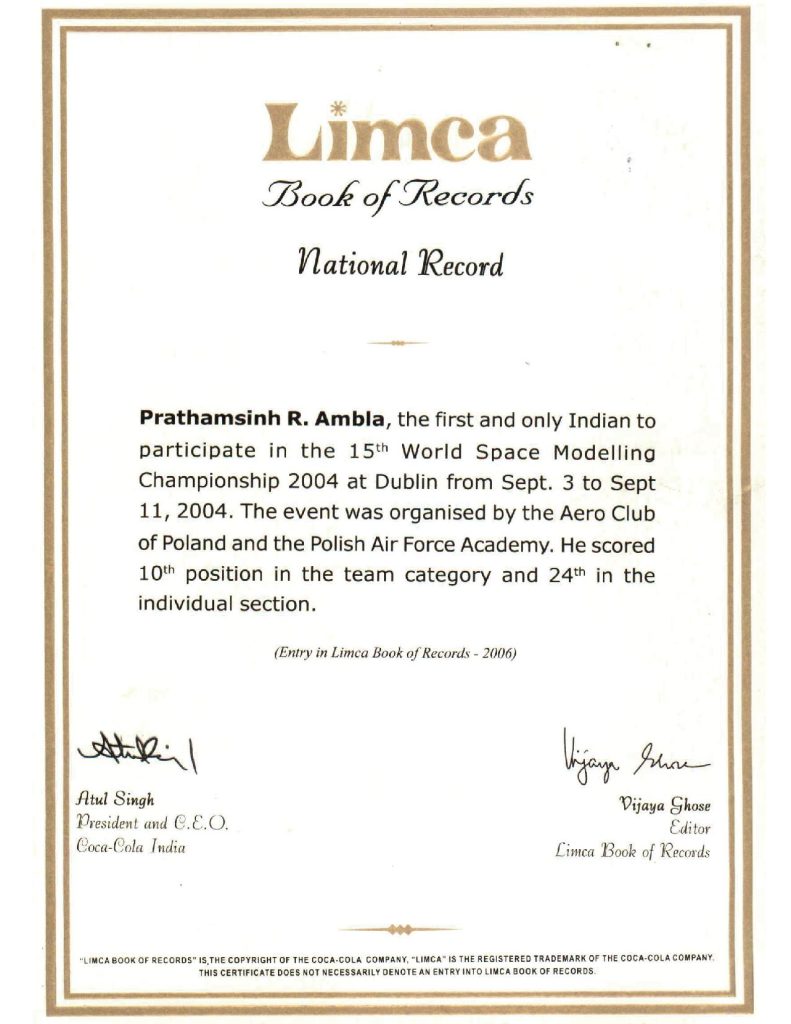 Limca
Book of Records
National Record
Prathamsinh R. Ambla, the first and only Indian to
participate in the 15th World Space Modelling
Championship 2004 at Dublin from Sept. 3 to Sept
11, 2004. The event was organised by the Aero Club
of Poland and the Polish Air Force Academy. He scored
10th position in the team category and 24th in the
individual section.
(Entry in Limca Book of Records - 2006)
Vijaya Ghose
Atul Singh
President and C.E.O.
Coca-Cola India
Vijaya Ghose
Editor
Limca Book of Records
"LIMCA BOOK OF RECORDS" IS,THE COPYRIGHT OF THE COCA-COLA COMPANY, "LIMCA" IS THE REGISTERED TRADEMARK OF THE COCA-COLA COMPANY.
THIS CERTIFICATE DOES NOT NECESSARILY DENOTE AN ENTRY INTO LIMCA BOOK OF RECORDS.